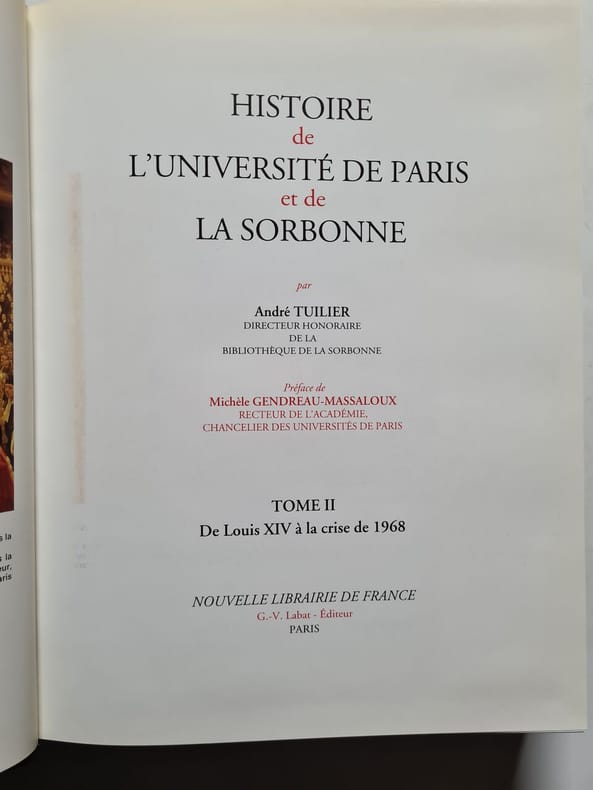 HISTOIRE
de
L'UNIVERSITÉ DE PARIS
et de
LA SORBONNE
par
André TUILIER
DIRECTEUR HONORAIRE
DE LA
BIBLIOTHÈQUE DE LA SORBONNE
Préface de
Michèle GENDREAU-MASSALOUX
RECTEUR DE L'ACADÉMIE,
CHANCELIER DES UNIVERSITÉS DE PARIS
TOME II
De Louis XIV à la crise de 1968
NOUVELLE LIBRAIRIE DE FRANCE
G.-V. Labat - Éditeur
PARIS
la
la